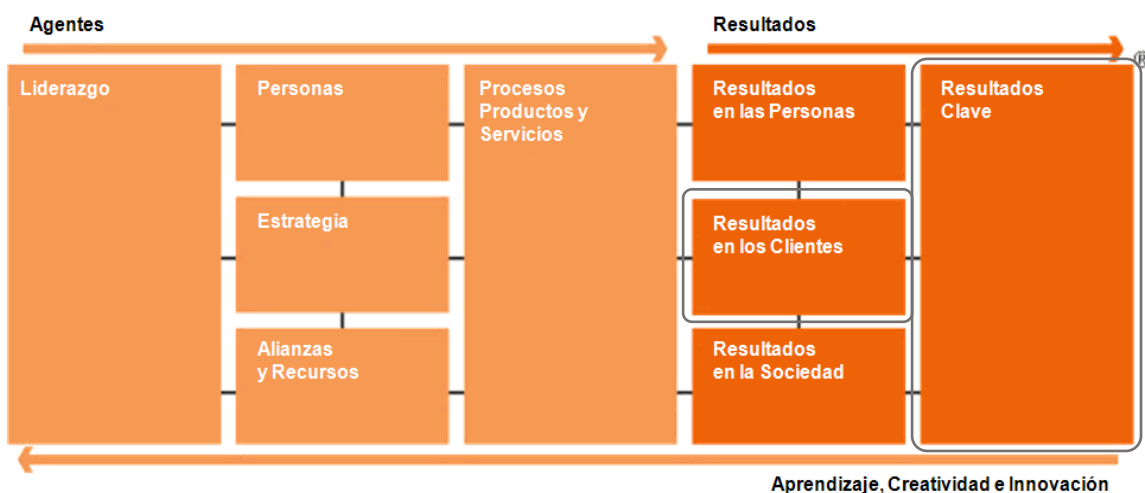 Agentes
Resultados
®
Liderazgo
Personas
Procesos
Productos y
Servicios
Resultados
en las Personas
Resultados
Clave
Estrategia
Resultados
en los Clientes
Alianzas
y Recursos
Resultados
en la Sociedad
Aprendizaje, Creatividad e Innovación